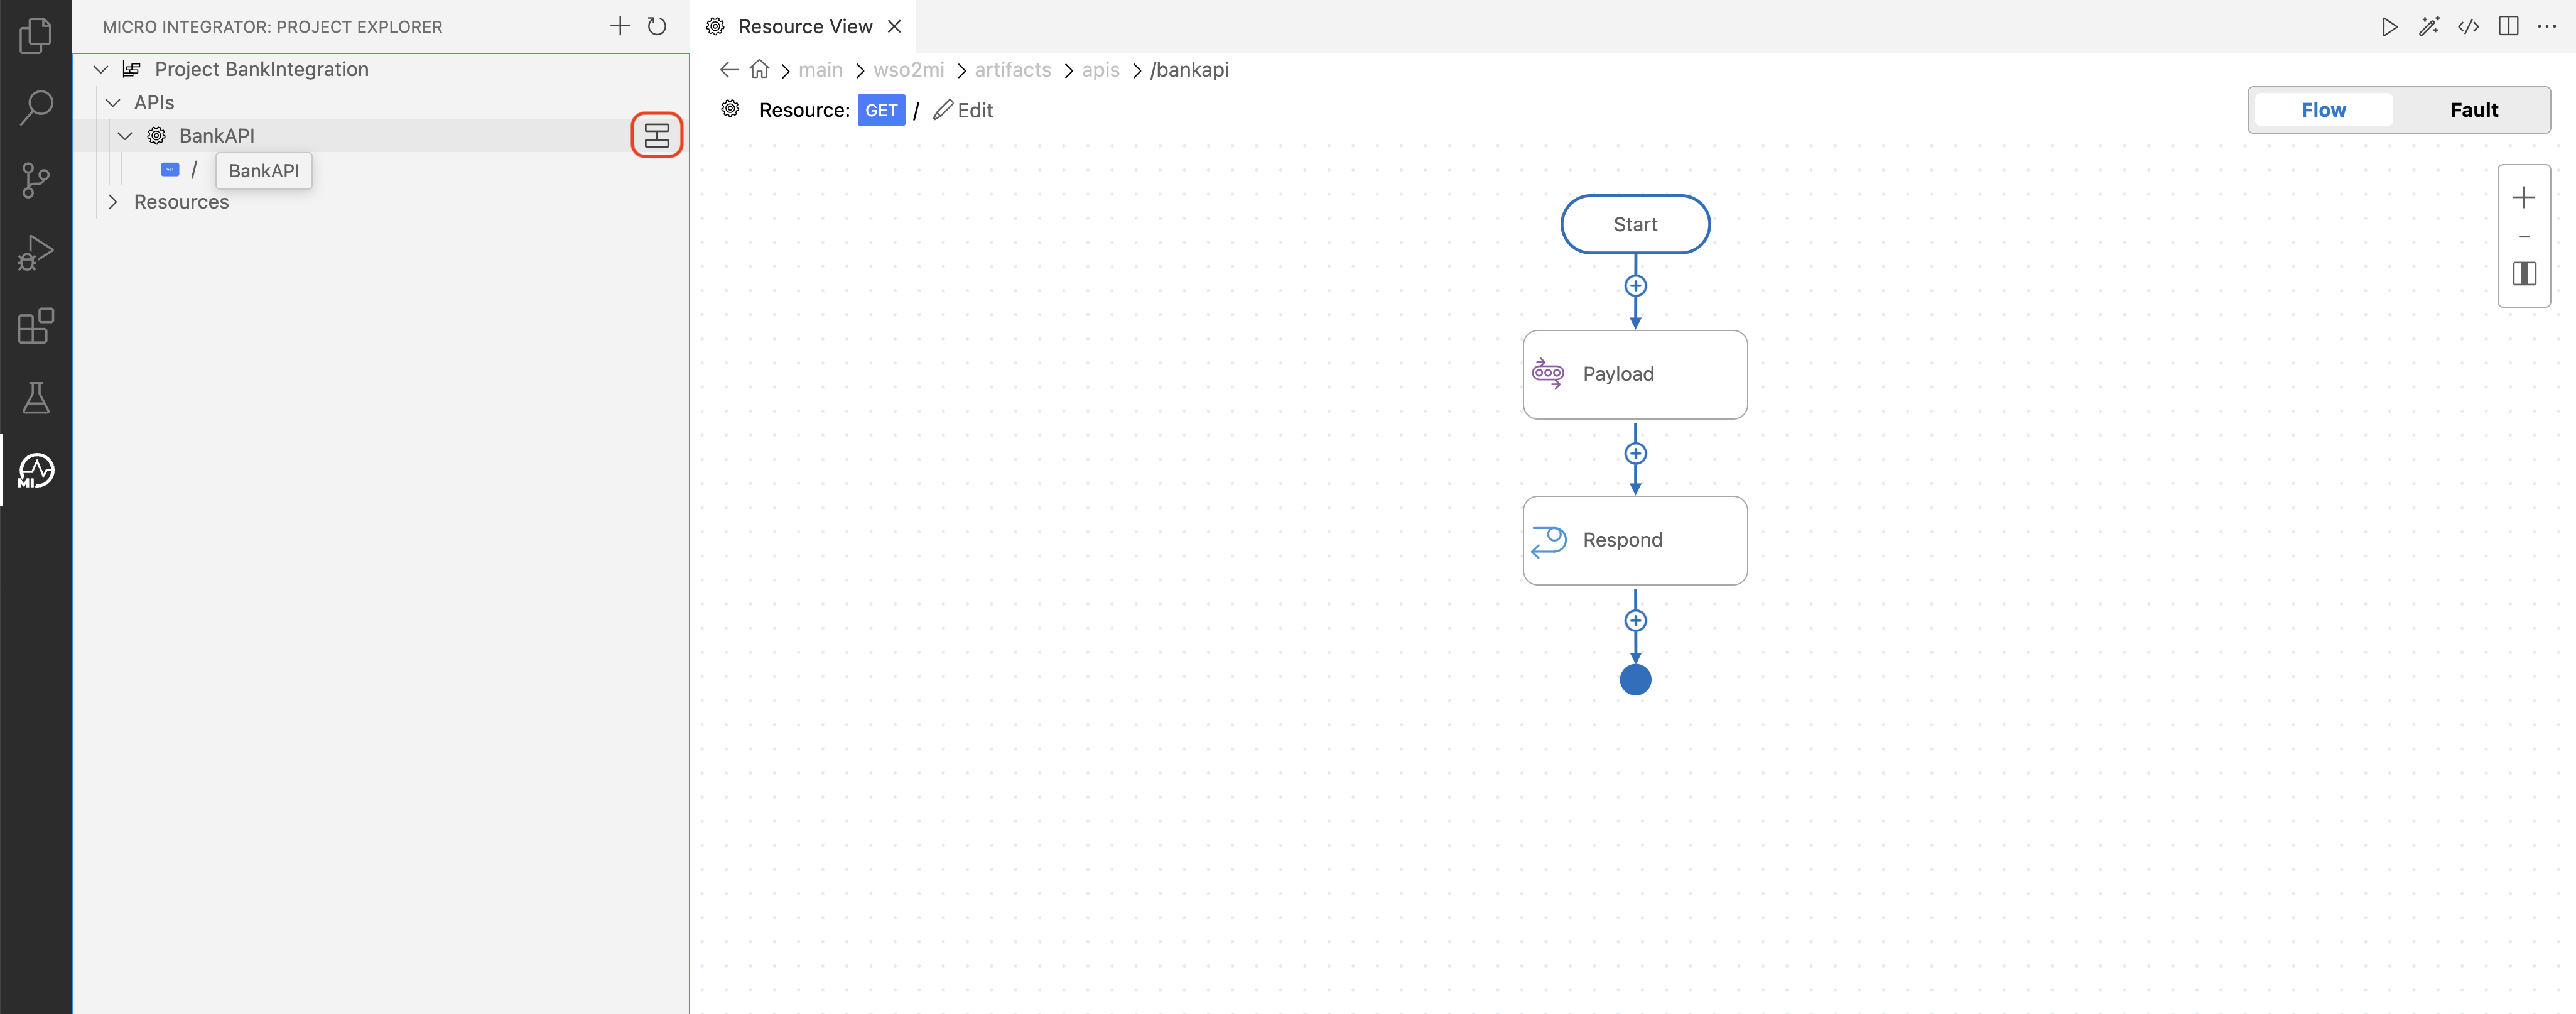 MICRO INTEGRATOR: PROJECT EXPLORER
Project BankIntegration
APIs
BankAPI
/
BankAPI
Resources
MI
Resource View
main > wso2mi > artifacts > apis > /bankapi
Resource: GET / Edit
Flow Fault
Start
Payload
Respond